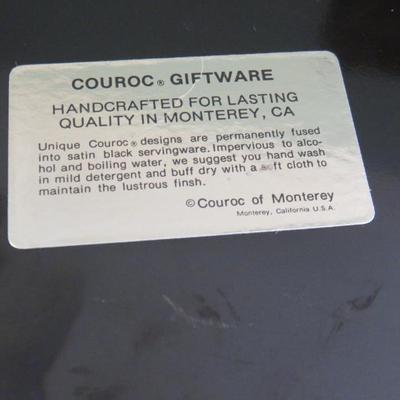 COUROC® GIFTWARE
HANDCRAFTED FOR LASTING
QUALITY IN MONTEREY, CA
Unique Couroc® designs are permanently fused
into satin black servingware. Impervious to alco-
hol and boiling water, we suggest you hand wash
in mild detergent and buff dry with a soft cloth to
maintain the lustrous finsh.
© Couroc of Monterey
Monterey, California U.S.A.